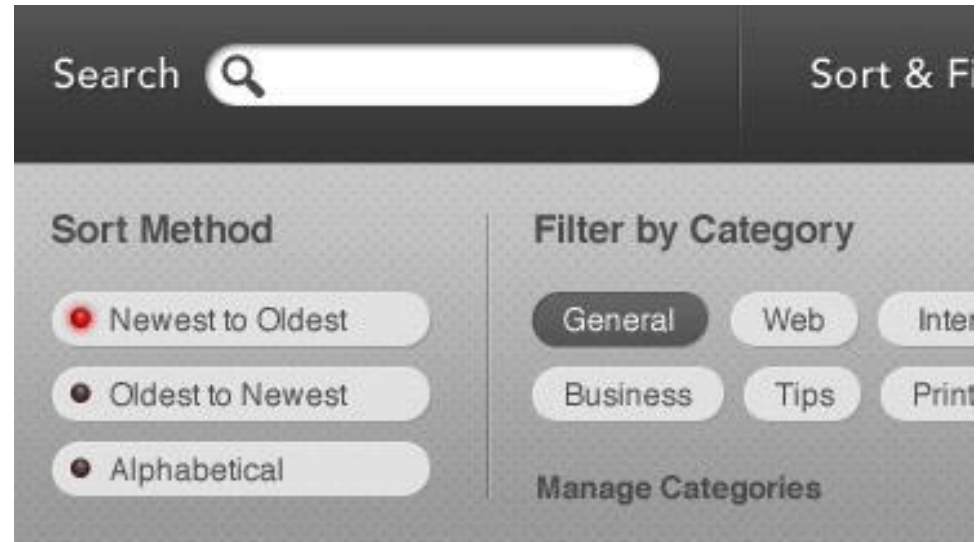 Search
Sort & Fi
Sort Method
Newest to Oldest
Oldest to Newest
Alphabetical
Filter by Category
General Web Inter
Business Tips Print
Manage Categories